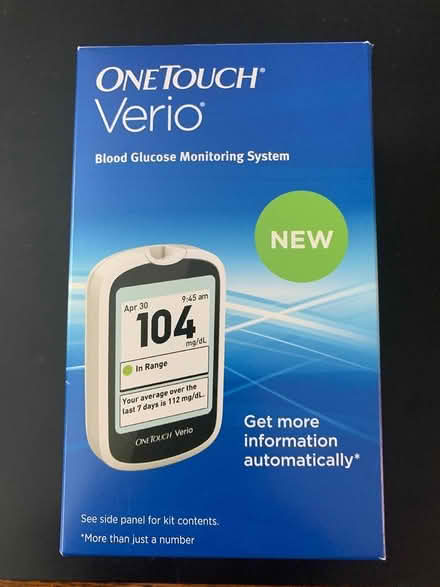 ONETOUCH®
Verio®
Blood Glucose Monitoring System
NEW
Apr 30
9:45 am
104
mg/dL
In Range
Your average over the
last 7 days is 112 mg/dL.
ONETOUCH Verio
Get more
information
automatically*
See side panel for kit contents.
*More than just a number